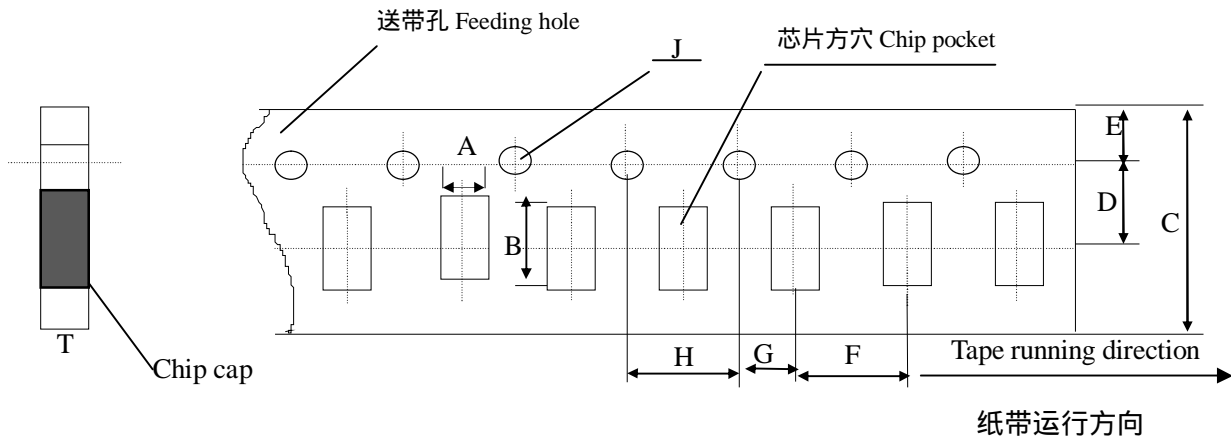 送带孔 Feeding hole
芯片方穴 Chip pocket
J
A
E
D
C
B
T
Chip cap
H
G
F
Tape running direction
纸带运行方向